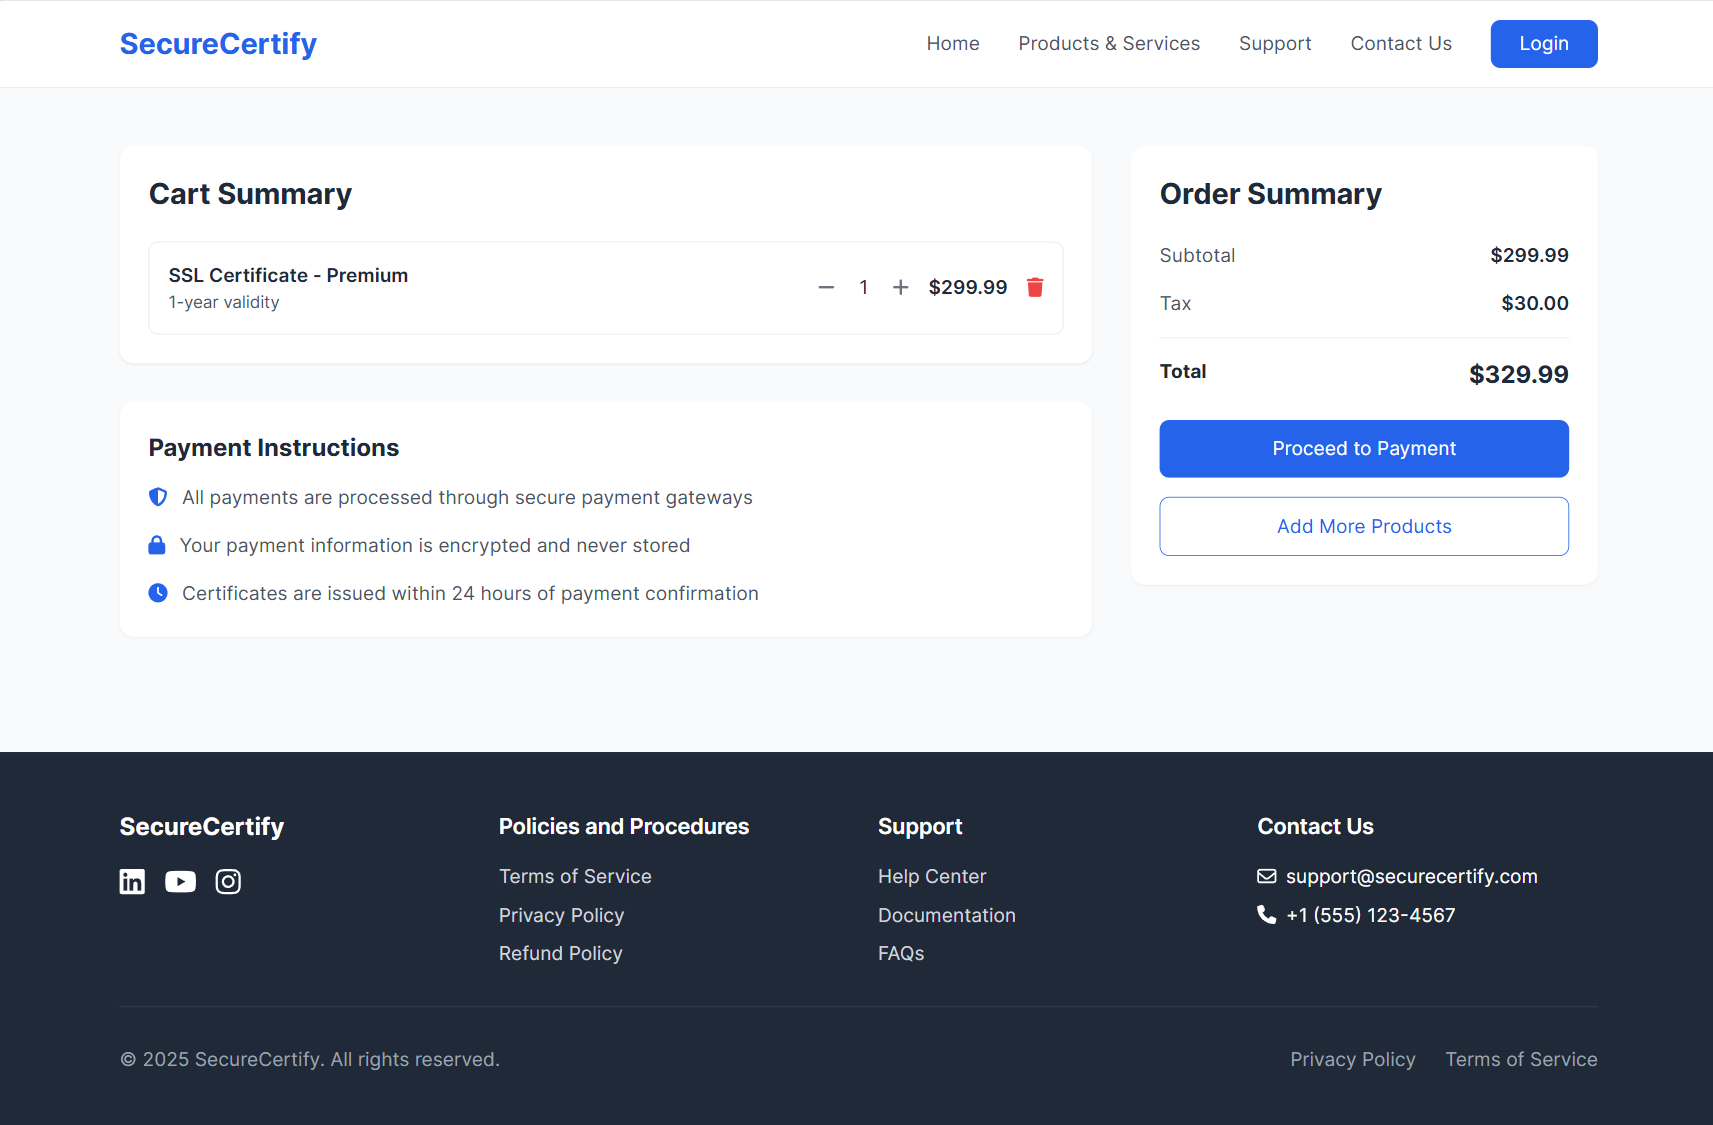 SecureCertify
Home
Products & Services
Support
Contact Us
Login
Cart Summary
SSL Certificate - Premium
1-year validity
1
$299.99
Payment Instructions
All payments are processed through secure payment gateways
Your payment information is encrypted and never stored
Certificates are issued within 24 hours of payment confirmation
Order Summary
Subtotal $299.99
Tax $30.00
Total $329.99
Proceed to Payment
Add More Products
SecureCertify
Policies and Procedures
Terms of Service
Privacy Policy
Refund Policy
Support
Help Center
Documentation
FAQs
Contact Us
support@securecertify.com
+1 (555) 123-4567
© 2025 SecureCertify. All rights reserved.
Privacy Policy
Terms of Service